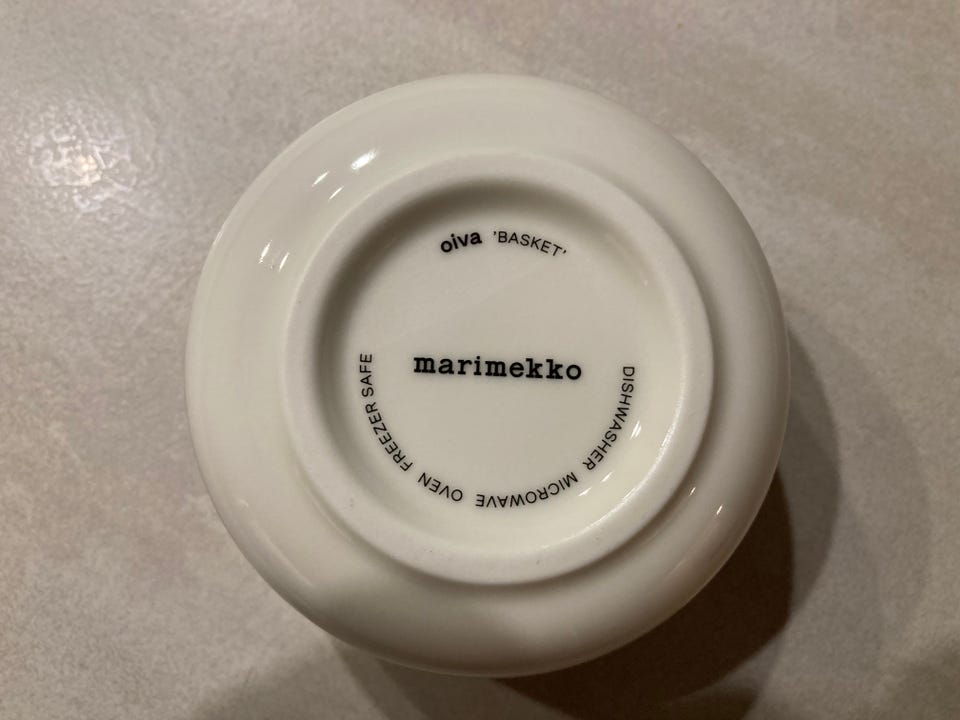 oiva 'BASKET'
marimekko
DISHWASHER MICROWAVE OVEN FREEZER SAFE